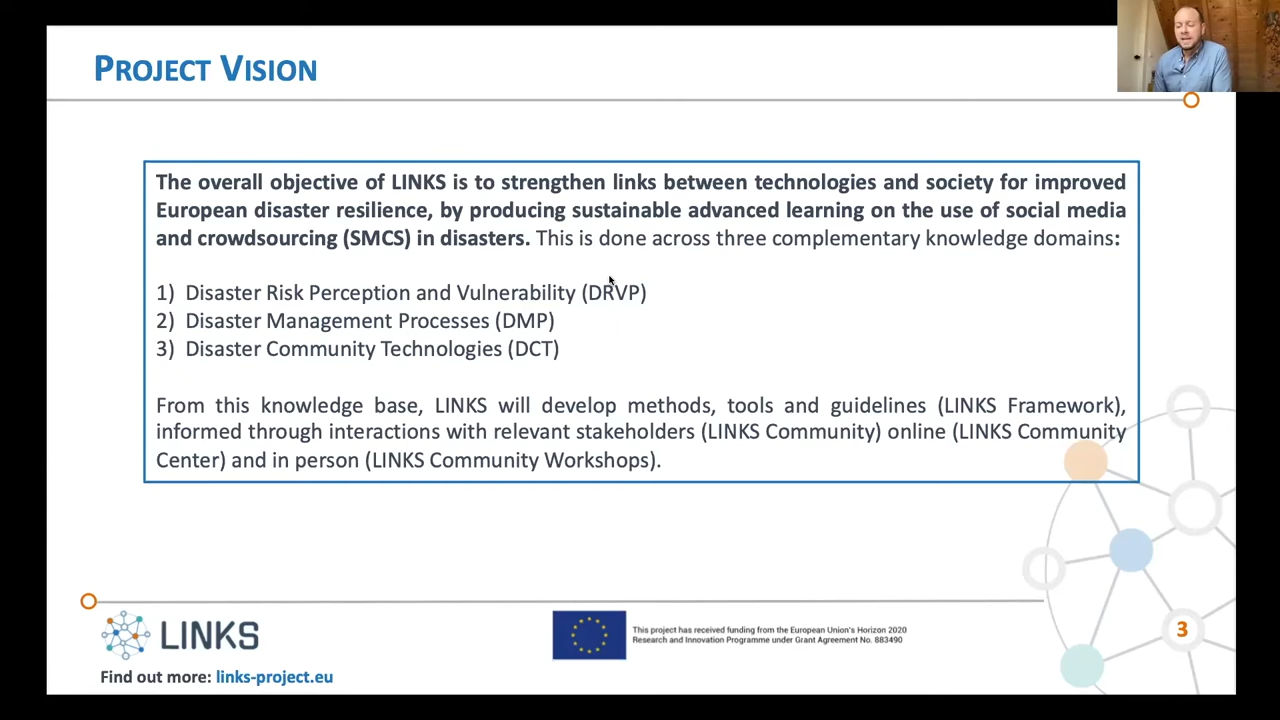 PROJECT VISION
The overall objective of LINKS is to strengthen links between technologies and society for improved
European disaster resilience, by producing sustainable advanced learning on the use of social media
and crowdsourcing (SMCS) in disasters. This is done across three complementary knowledge domains:
1) Disaster Risk Perception and Vulnerability (DRVP)
2) Disaster Management Processes (DMP)
3) Disaster Community Technologies (DCT)
From this knowledge base, LINKS will develop methods, tools and guidelines (LINKS Framework),
informed through interactions with relevant stakeholders (LINKS Community) online (LINKS Community
Center) and in person (LINKS Community Workshops).
LINKS
This project has received funding from the European Union's Horizon 2020
Research and Innovation Programme under Grant Agreement No. 883490
3
Find out more: links-project.eu